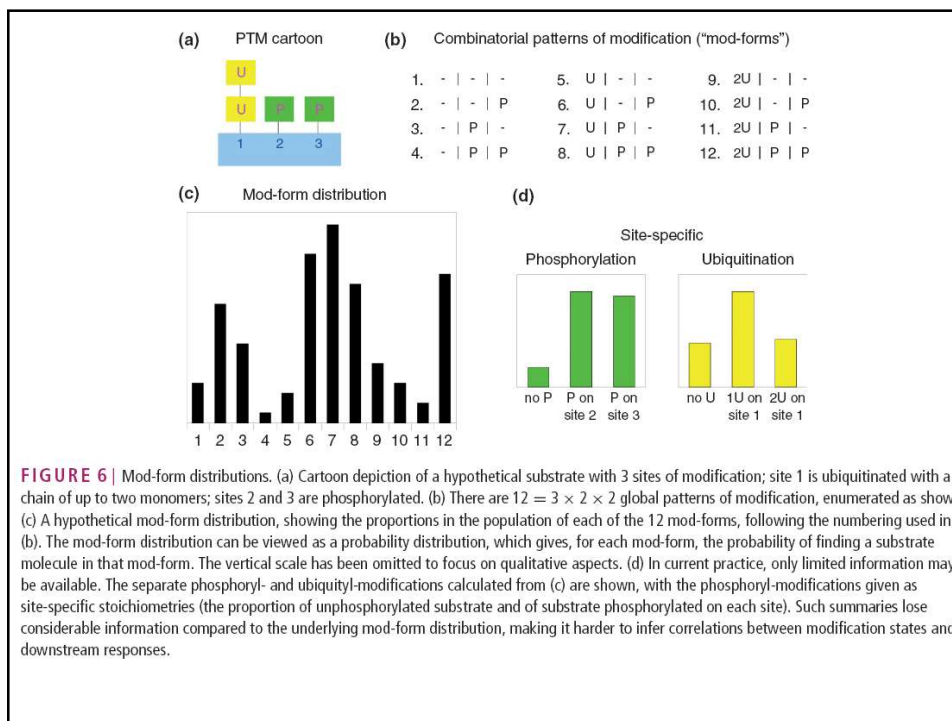 (a) PTM cartoon
U
U P P
1 2 3
(b) Combinatorial patterns of modification ("mod-forms")
1. - | - | - 5. U | - | - 9. 2U | - | -
2. - | - | P 6. U | - | P 10. 2U | - | P
3. - | P | - 7. U | P | - 11. 2U | P | -
4. - | P | P 8. U | P | P 12. 2U | P | P
(c) Mod-form distribution
1 2 3 4 5 6 7 8 9 10 11 12
(d)
Site-specific
Phosphorylation Ubiquitination
no P P on P on no U 1U on 2U on
site 2 site 3 site 1 site 1
FIGURE 6 | Mod-form distributions. (a) Cartoon depiction of a hypothetical substrate with 3 sites of modification; site 1 is ubiquitinated with a
chain of up to two monomers; sites 2 and 3 are phosphorylated. (b) There are 12 = 3 × 2 × 2 global patterns of modification, enumerated as show
(c) A hypothetical mod-form distribution, showing the proportions in the population of each of the 12 mod-forms, following the numbering used in
(b). The mod-form distribution can be viewed as a probability distribution, which gives, for each mod-form, the probability of finding a substrate
molecule in that mod-form. The vertical scale has been omitted to focus on qualitative aspects. (d) In current practice, only limited information may
be available. The separate phosphoryl- and ubiquityl-modifications calculated from (c) are shown, with the phosphoryl-modifications given as
site-specific stoichiometries (the proportion of unphosphorylated substrate and of substrate phosphorylated on each site). Such summaries lose
considerable information compared to the underlying mod-form distribution, making it harder to infer correlations between modification states and
downstream responses.